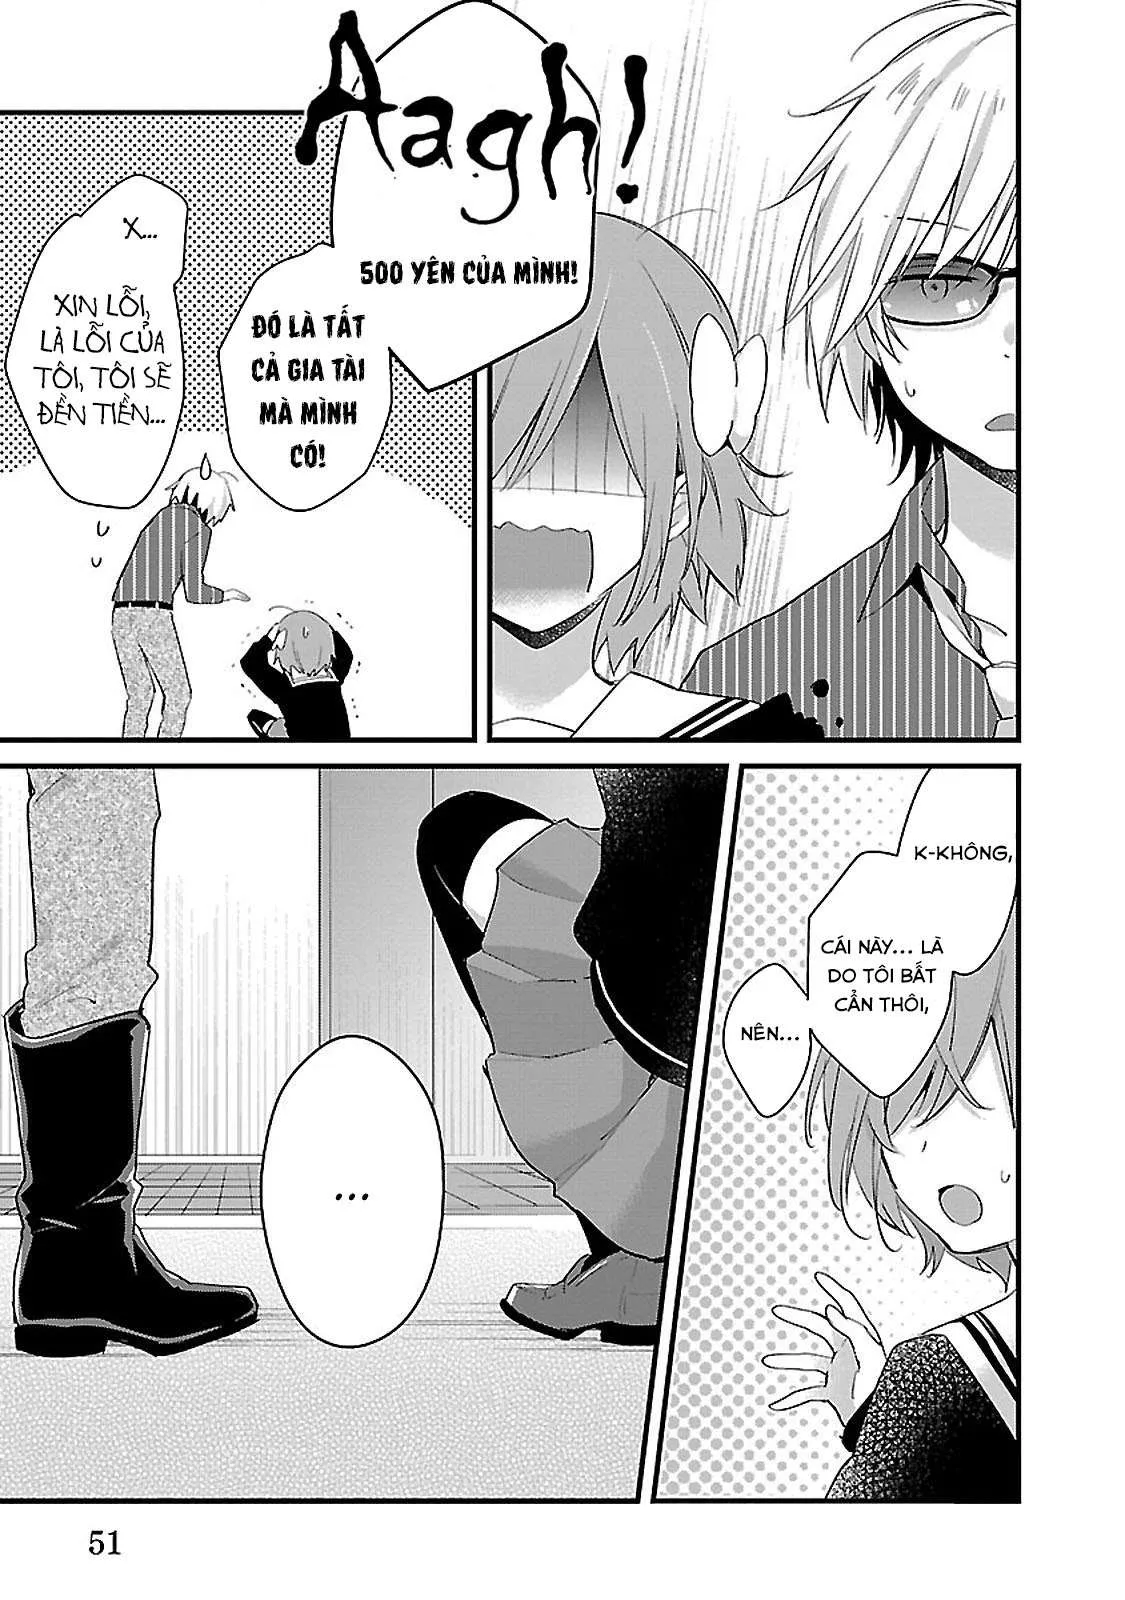 Aagh!
500 YÊN CỦA MÌNH!
ĐÓ LÀ TẤT
CẢ GIA TÀI
MÀ MÌNH
CÓ!
X...
XIN LỖI,
LÀ LỖI CỦA
TÔI, TÔI SẼ
ĐỀN TIỀN...
K-KHÔNG,
CÁI NÀY... LÀ
DO TÔI BẤT
CẨN THÔI,
NÊN...
...
51